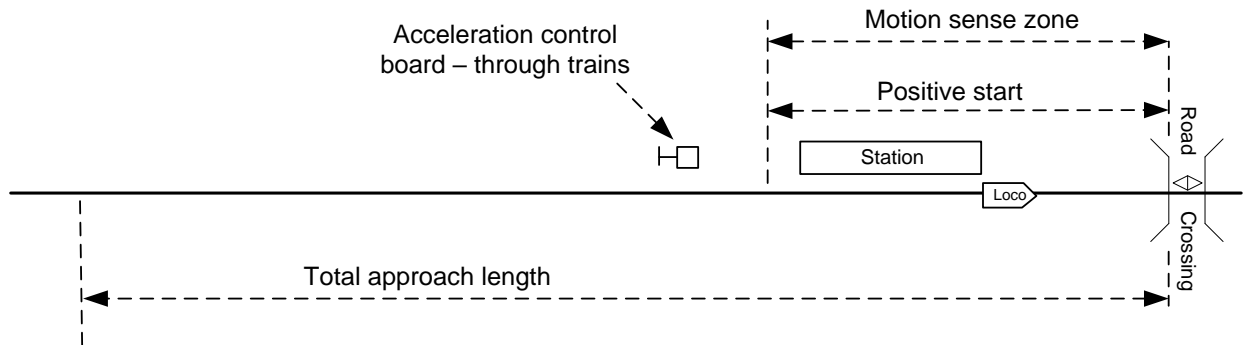 Motion sense zone
Acceleration control
board – through trains
Positive start
Road
Station
Loco
Crossing
Total approach length